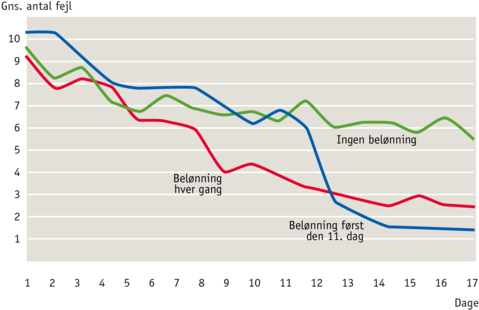 Gns. antal fejl
10
9
8
7
6
5
4
3
2
1
Ingen belønning
Belønning
hver gang
Belønning først
den 11. dag
1 2 3 4 5 6 7 8 9 10 11 12 13 14 15 16 17
Dage